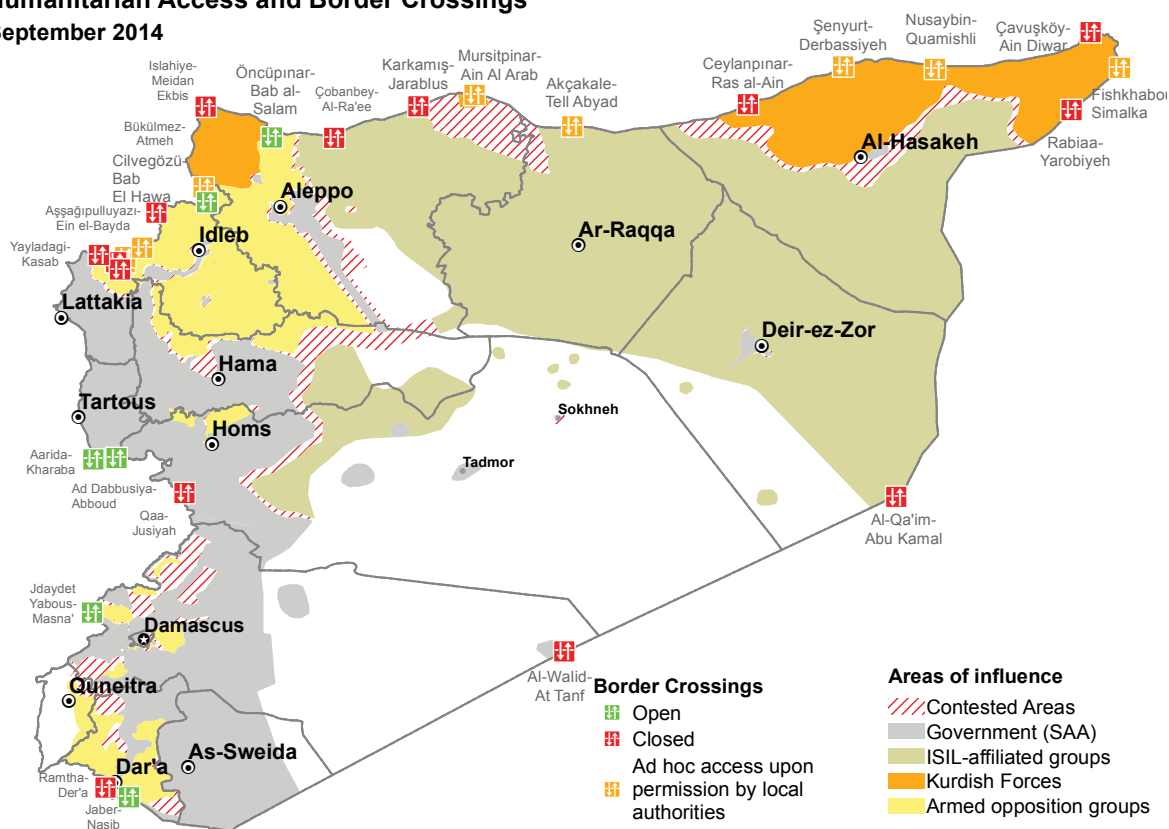 Humanitarian Access and Border Crossings
September 2014
Islahiye-
Meidan
Ekbis
Öncüpınar-
Bab al-
Salam
Çobanbey-
Al-Ra'ee
Karkamış-
Jarablus
Mursitpinar-
Ain Al Arab
Akçakale-
Tell Abyad
Ceylanpınar-
Ras al-Ain
Şenyurt-
Derbassiyeh
Nusaybin-
Quamishli
Çavuşköy-
Ain Diwar
Fishkhabou
Simalka
Rabiaa-
Yarobiyeh
Bükülmez-
Atmeh
Cilvegözü-
Bab
El Hawa
Aşşağıpulluyazı-
Ein el-Bayda
Yayladagi-
Kasab
Al-Hasakeh
Aleppo
Idleb
Ar-Raqqa
Lattakia
Deir-ez-Zor
Hama
Tartous
Homs
Sokhneh
Tadmor
Aarida-
Kharaba
Ad Dabbusiya-
Abboud
Qaa-
Jusiyah
Al-Qa'im-
Abu Kamal
Jdaydet
Yabous-
Masna'
Damascus
Quneitra
As-Sweida
Dar'a
Ramtha-
Der'a
Jaber-
Nasib
Al-Walid-
At Tanf
Border Crossings
Open
Closed
Ad hoc access upon
permission by local
authorities
Areas of influence
Contested Areas
Government (SAA)
ISIL-affiliated groups
Kurdish Forces
Armed opposition groups